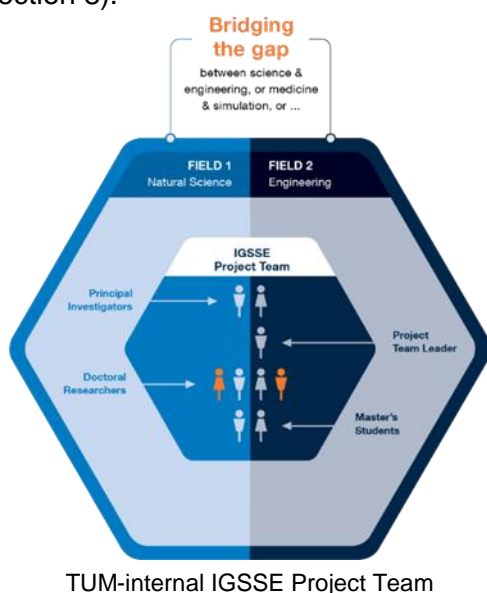 ection 3).
Bridging
the gap
between science &
engineering, or medicine
& simulation, or ...
FIELD 1
Natural Science
FIELD 2
Engineering
IGSSE
Project Team
Principal
Investigators
Project
Team Leader
Doctoral
Researchers
Master's
Students
TUM-internal IGSSE Project Team